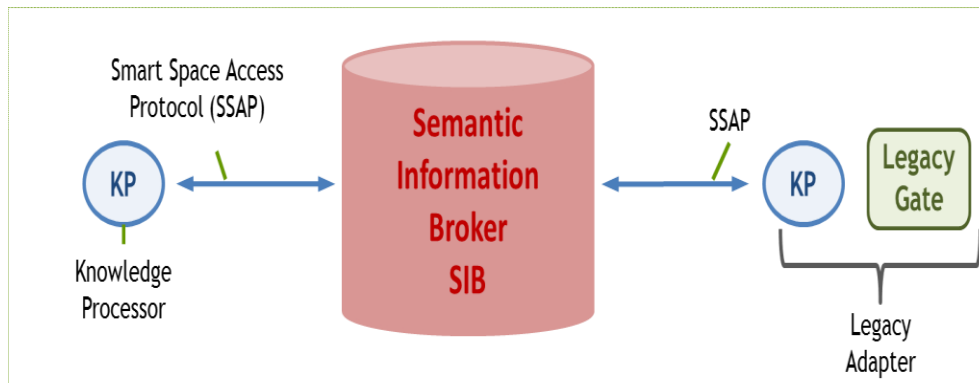 Smart Space Access
Protocol (SSAP)
KP
Knowledge
Processor
Semantic
Information
Broker
SIB
SSAP
KP
Legacy
Gate
Legacy
Adapter